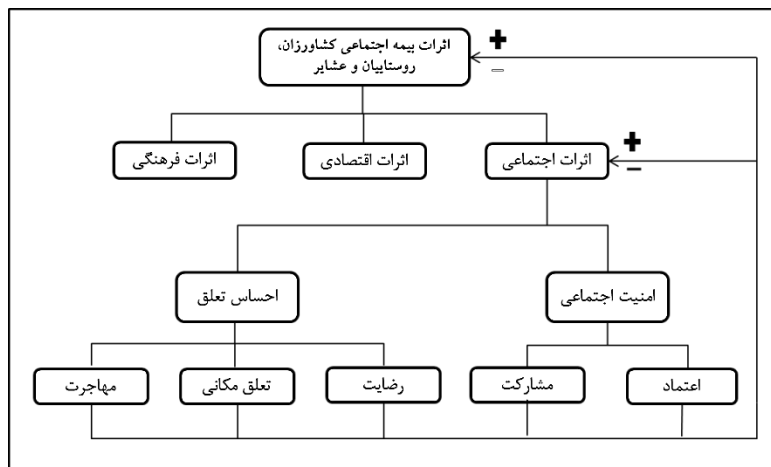 اثرات بیمه اجتماعی کشاورزان،
روستاییان و عشایر
+
–
اثرات اجتماعی
اثرات اقتصادی
اثرات فرهنگی
+
–
امنیت اجتماعی
احساس تعلق
اعتماد
مشارکت
رضایت
تعلق مکانی
مهاجرت